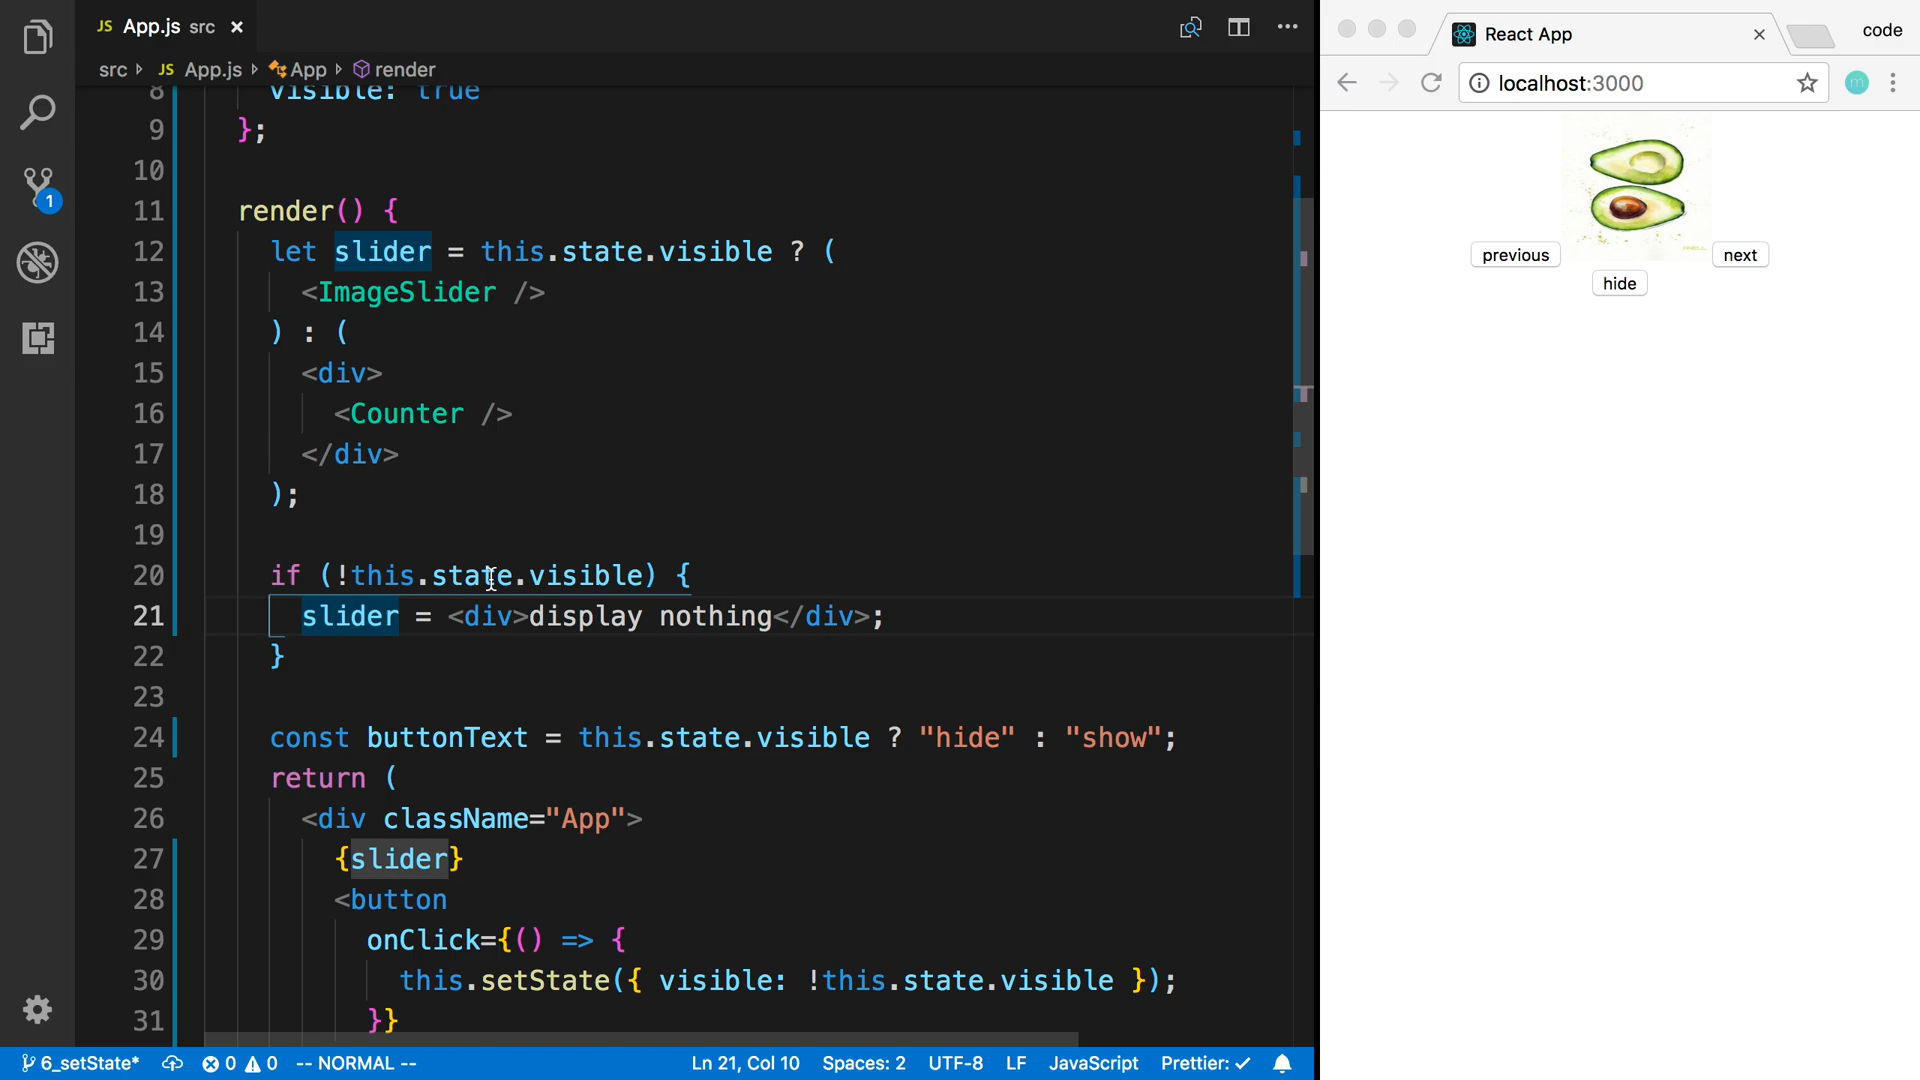 JS App.js src ×
src JS App.js App render
8 visible: true
9 };
10
11 render() {
12 let slider = this.state.visible ? (
13 <ImageSlider />
14 ) : (
15 <div>
16 <Counter />
17 </div>
18 );
19
20 if (!this.state.visible) {
21 slider = <div>display nothing</div>;
22 }
23
24 const buttonText = this.state.visible ? "hide" : "show";
25 return (
26 <div className="App">
27 {slider}
28 <button
29 onClick={() => {
30 this.setState({ visible: !this.state.visible });
31 }}
1
6_setState* 0 0 -- NORMAL -- Ln 21, Col 10 Spaces: 2 UTF-8 LF JavaScript Prettier: ✓
React App code
localhost:3000 m
previous next
hide